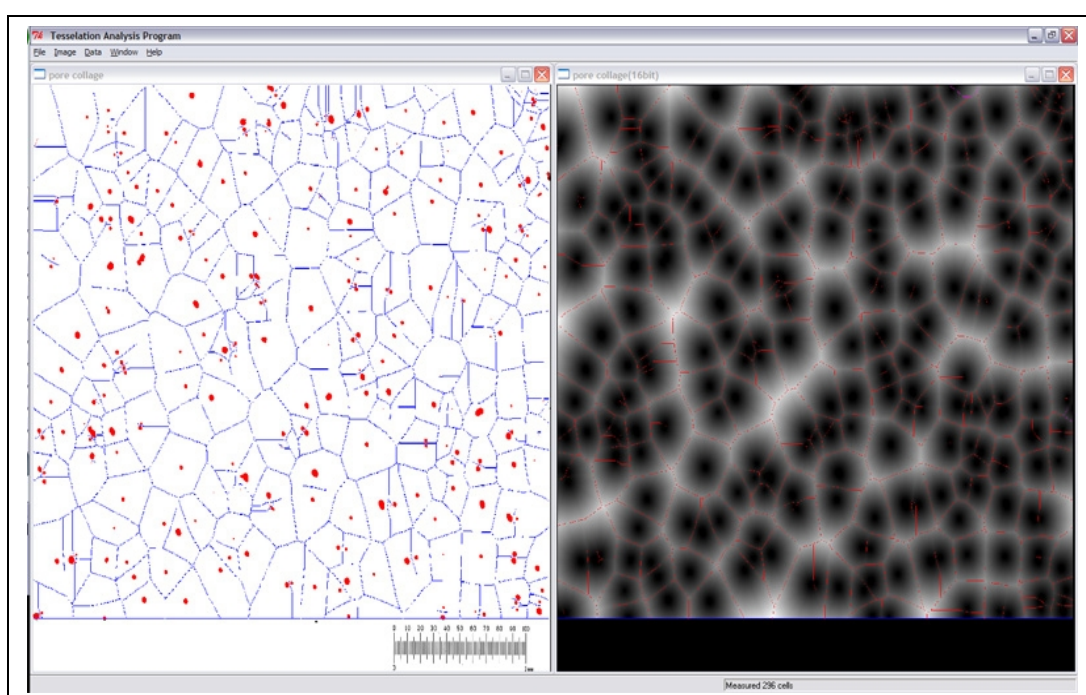 Tesselation Analysis Program
File Image Data Window Help
pore collage
pore collage(16bit)
0 10 20 30 40 50 60 70 80 90 100
Measured 296 cells